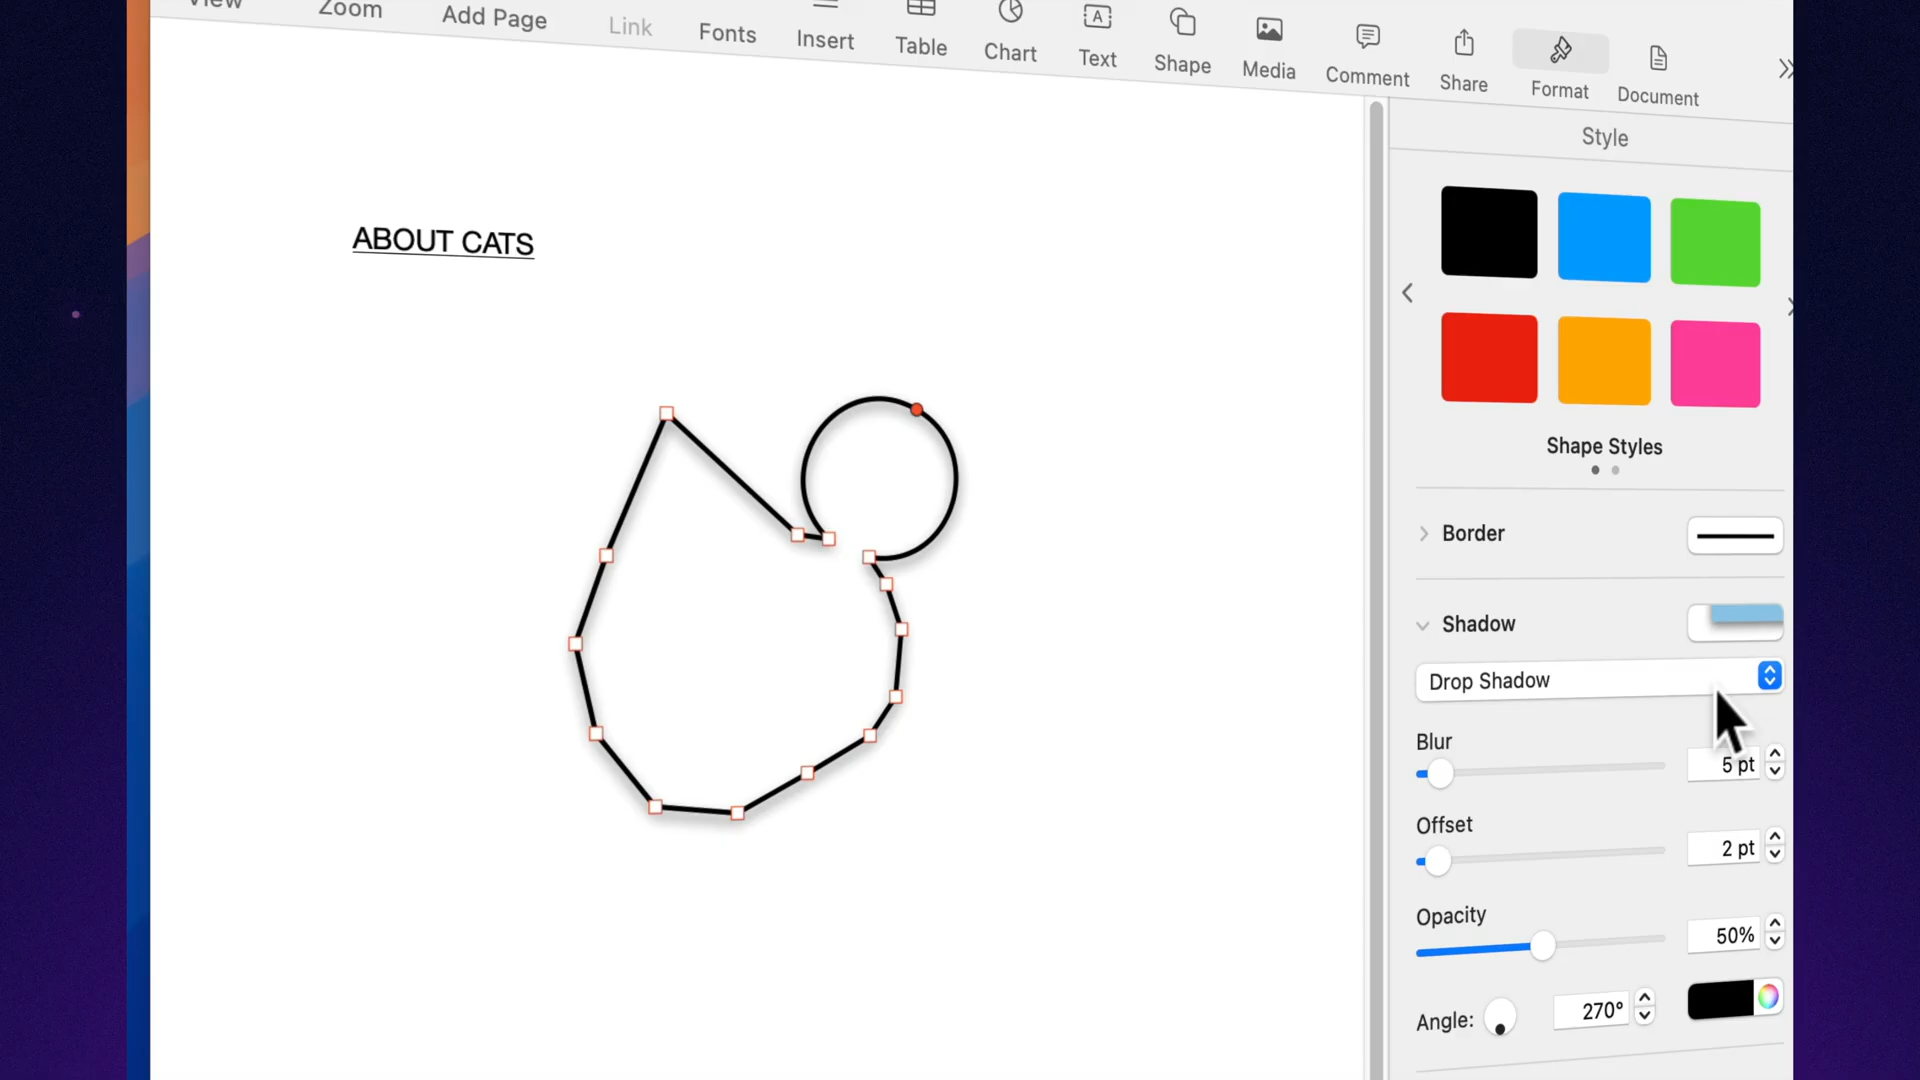 View
Zoom
Add Page
Link
Fonts
Insert
Table
Chart
Text
Shape
Media
Comment
Share
Format
Document
Style
ABOUT CATS
Shape Styles
Border
Shadow
Drop Shadow
Blur
5 pt
Offset
2 pt
Opacity
50%
Angle:
270°